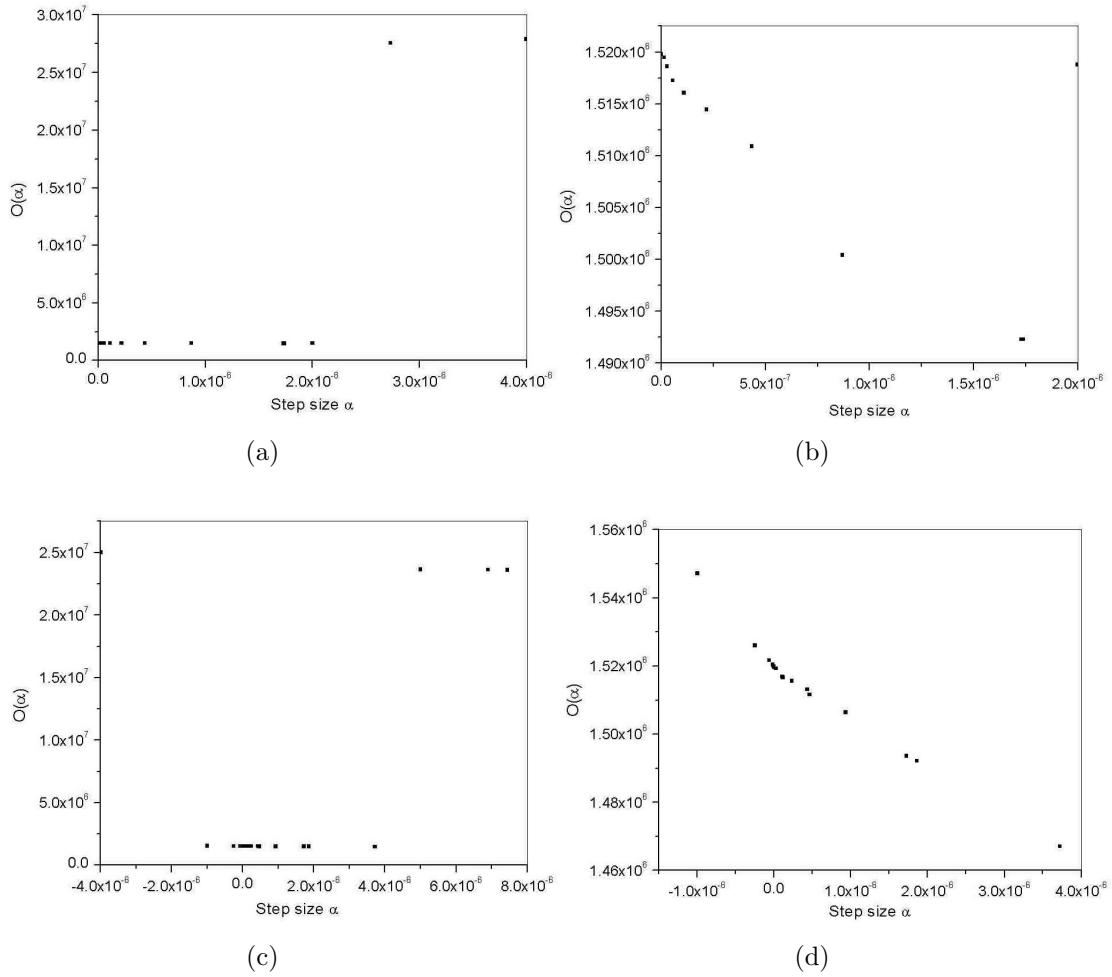 3.0x10⁷
2.5x10⁷
2.0x10⁷
1.5x10⁷
1.0x10⁷
5.0x10⁶
0.0
O(α)
0.0
1.0x10⁻⁶
2.0x10⁻⁶
3.0x10⁻⁶
4.0x10⁻⁶
Step size α
(a)
1.520x10⁶
1.515x10⁶
1.510x10⁶
1.505x10⁶
1.500x10⁶
1.495x10⁶
1.490x10⁶
O(α)
0.0
5.0x10⁻⁷
1.0x10⁻⁶
1.5x10⁻⁶
2.0x10⁻⁶
Step size α
(b)
2.5x10⁷
2.0x10⁷
1.5x10⁷
1.0x10⁷
5.0x10⁶
0.0
O(α)
-4.0x10⁻⁶
-2.0x10⁻⁶
0.0
2.0x10⁻⁶
4.0x10⁻⁶
6.0x10⁻⁶
8.0x10⁻⁶
Step size α
(c)
1.56x10⁶
1.54x10⁶
1.52x10⁶
1.50x10⁶
1.48x10⁶
1.46x10⁶
O(α)
-1.0x10⁻⁶
0.0
1.0x10⁻⁶
2.0x10⁻⁶
3.0x10⁻⁶
4.0x10⁻⁶
Step size α
(d)